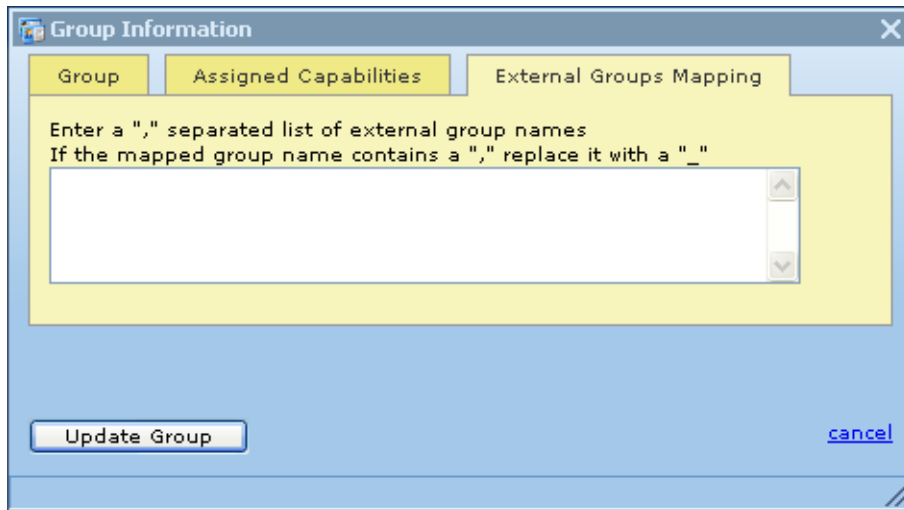 Group Information
Group
Assigned Capabilities
External Groups Mapping
Enter a "," separated list of external group names
If the mapped group name contains a "," replace it with a "_"
Update Group
cancel